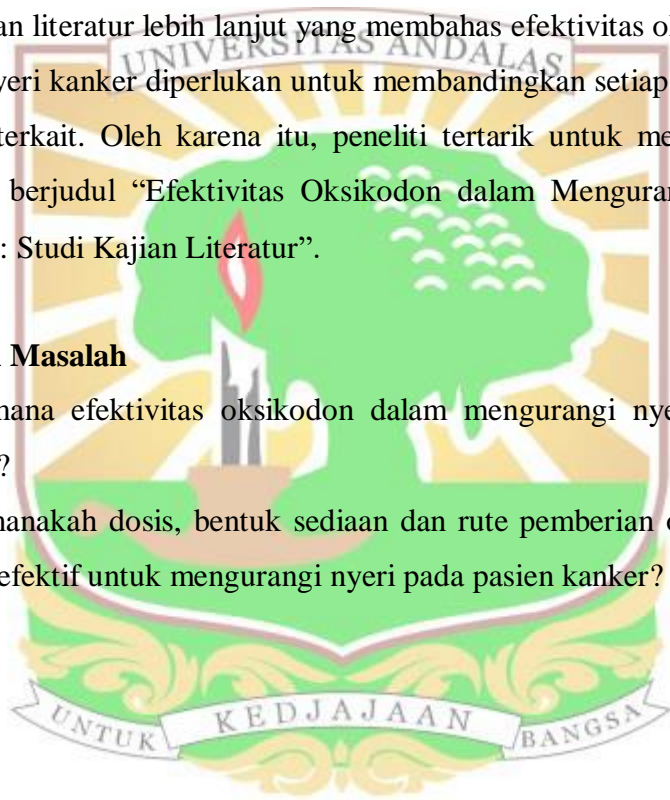 an literatur lebih lanjut yang membahas efektivitas ol
UNIVERSITAS ANDALAS
yeri kanker diperlukan untuk membandingkan setiap
terkait. Oleh karena itu, peneliti tertarik untuk me
berjudul “Efektivitas Oksikodon dalam Mengurar
: Studi Kajian Literatur”.
Masalah
nana efektivitas oksikodon dalam mengurangi nye
?
nanakah dosis, bentuk sediaan dan rute pemberian o
efektif untuk mengurangi nyeri pada pasien kanker?
UNTUK KEDJAJAAN BANGSA